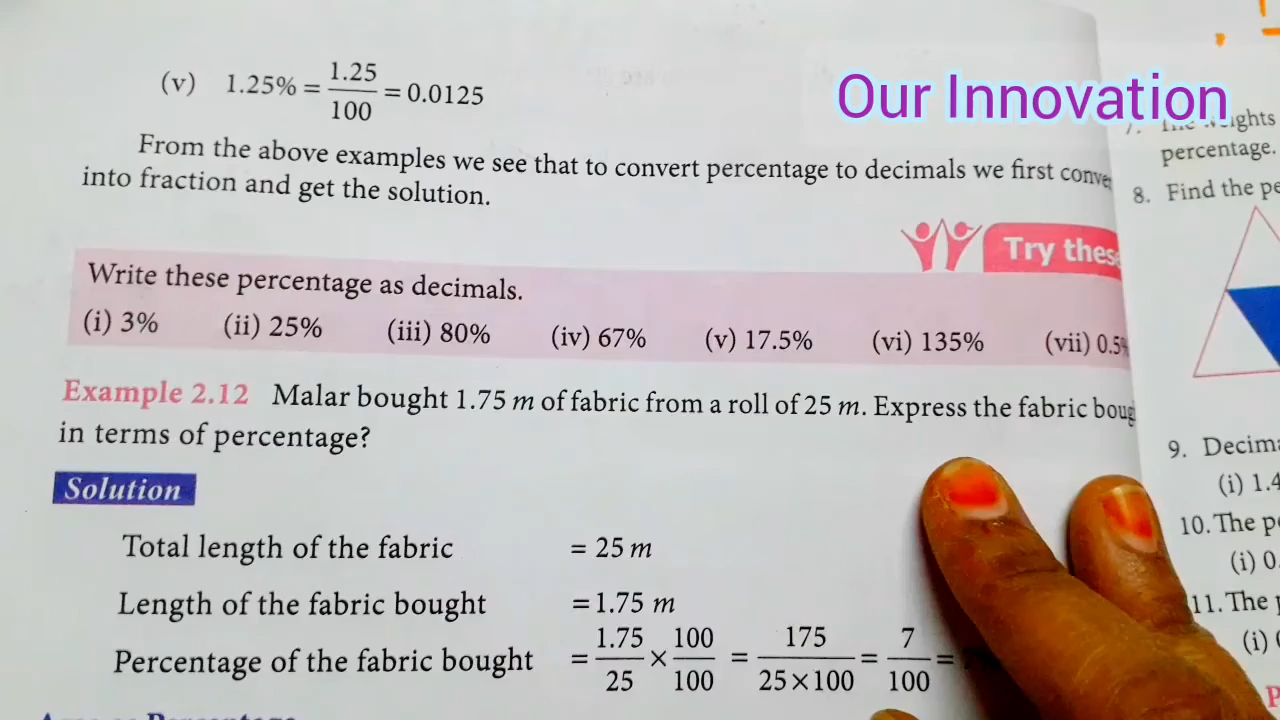 Our Innovation
(v) 1.25% = 1.25/100 = 0.0125
From the above examples we see that to convert percentage to decimals we first
into fraction and get the solution.
Try these
Write these percentage as decimals.
(i) 3% (ii) 25% (iii) 80% (iv) 67% (v) 17.5% (vi) 135% (vii) 0.5%
Example 2.12 Malar bought 1.75 m of fabric from a roll of 25 m. Express the fabric
in terms of percentage?
Solution
Total length of the fabric = 25 m
Length of the fabric bought = 1.75 m
Percentage of the fabric bought = 1.75/25 × 100/100 = 175/25×100 = 7/100 =
percentage.
8. Find the
9.
(i)
10. The
(i)
11. The
(i)